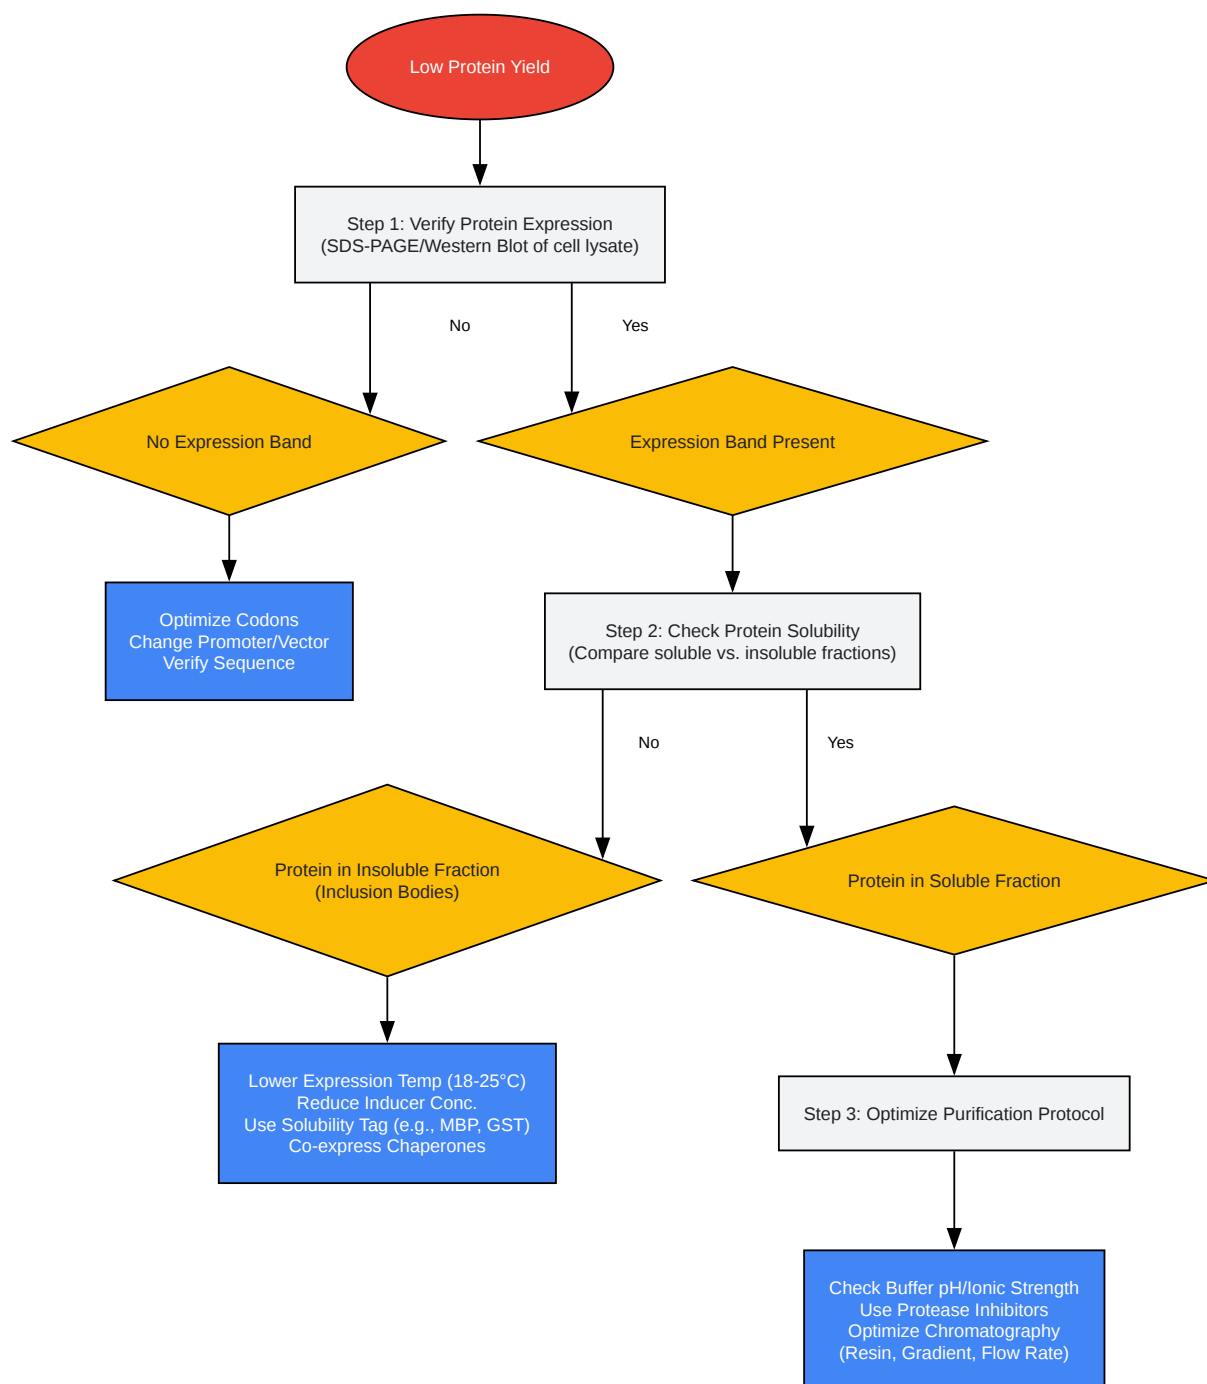 Low Protein Yield
Step 1: Verify Protein Expression
(SDS-PAGE/Western Blot of cell lysate)
No
Yes
No Expression Band
Expression Band Present
Optimize Codons
Change Promoter/Vector
Verify Sequence
Step 2: Check Protein Solubility
(Compare soluble vs. insoluble fractions)
No
Yes
Protein in Insoluble Fraction
(Inclusion Bodies)
Protein in Soluble Fraction
Lower Expression Temp (18-25°C)
Reduce Inducer Conc.
Use Solubility Tag (e.g., MBP, GST)
Co-express Chaperones
Step 3: Optimize Purification Protocol
Check Buffer pH/Ionic Strength
Use Protease Inhibitors
Optimize Chromatography
(Resin, Gradient, Flow Rate)